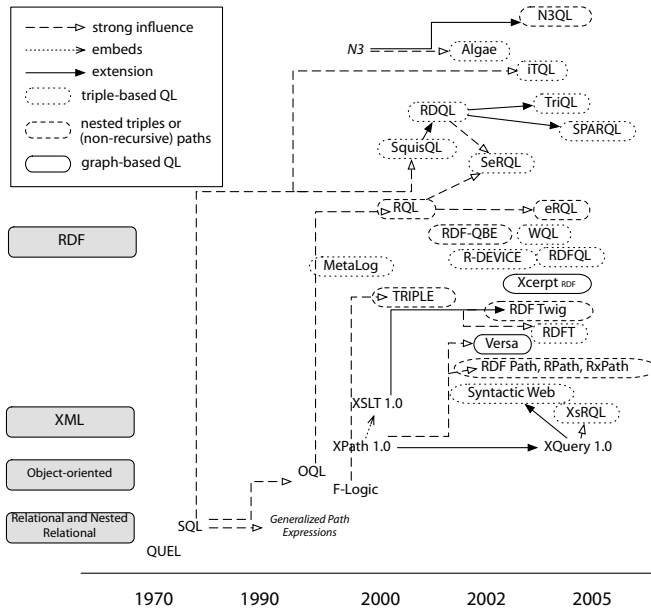 strong influence
embeds
extension
triple-based QL
nested triples or
(non-recursive) paths
graph-based QL
N3QL
N3
Algae
iTQL
RDQL
TriQL
SPARQL
SquisQL
SeRQL
RQL
eRQL
RDF
RDF-QBE
WQL
R-DEVICE
RDFQL
MetaLog
Xcerpt RDF
TRIPLE
RDF Twig
RDFT
Versa
RDF Path, RPath, RxPath
Syntactic Web
XSLT 1.0
XsRQL
XML
XPath 1.0
XQuery 1.0
Object-oriented
OQL
F-Logic
Relational and Nested
Relational
SQL
Generalized Path
Expressions
QUEL
1970
1990
2000
2002
2005